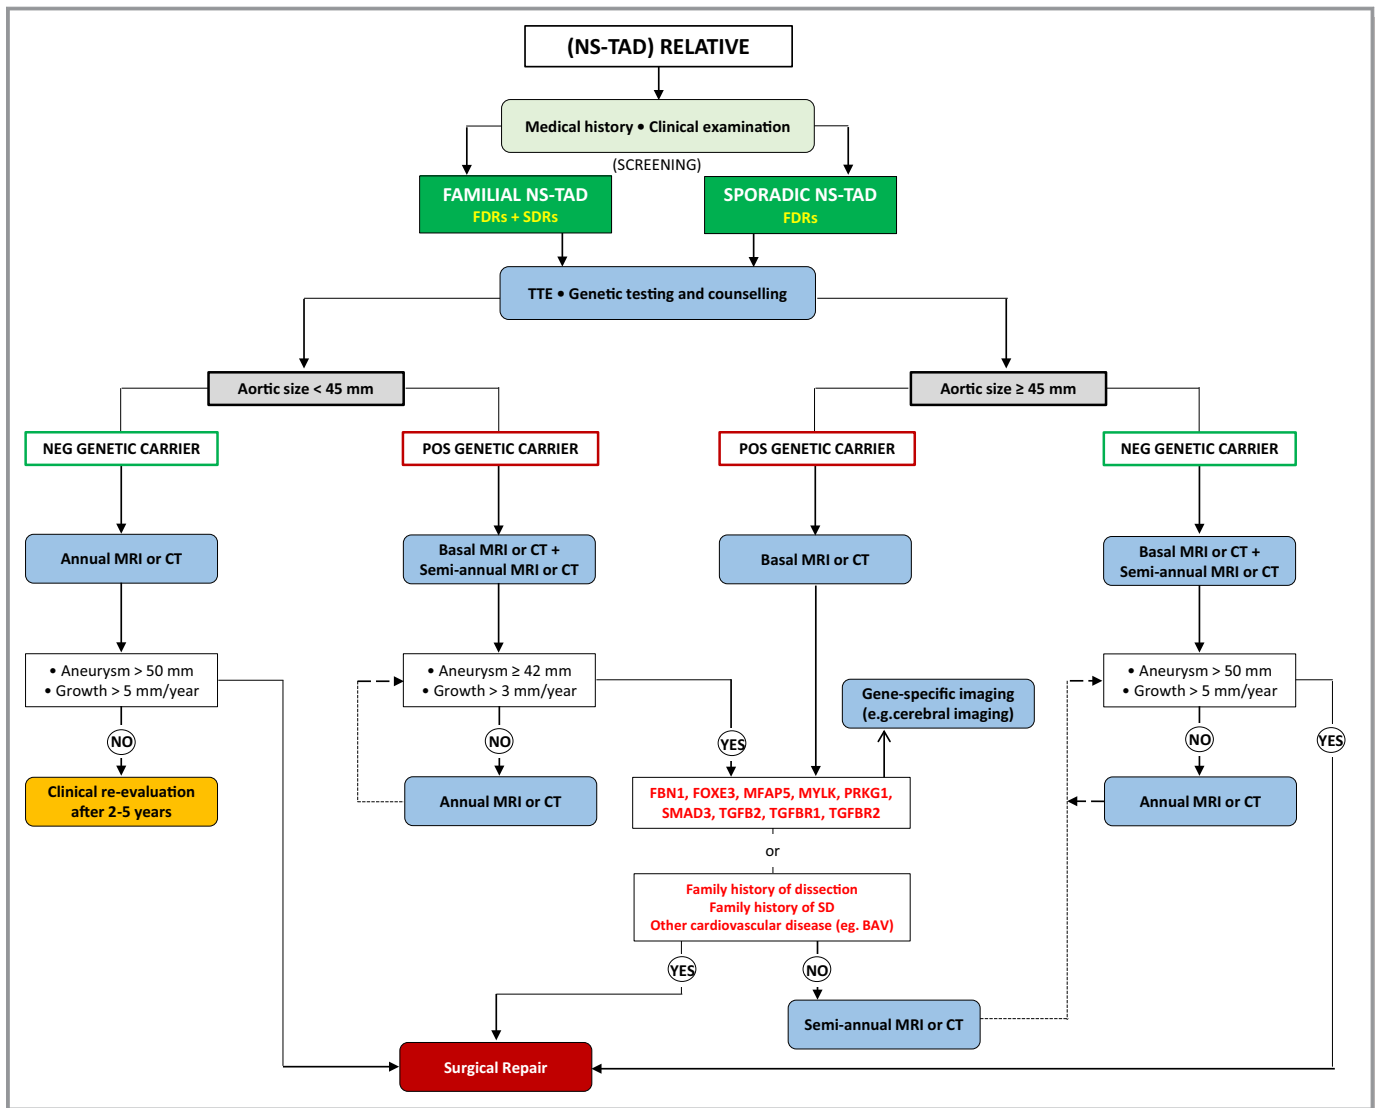 (NS-TAD) RELATIVE
Medical history • Clinical examination
(SCREENING)
FAMILIAL NS-TAD
FDRs + SDRs
SPORADIC NS-TAD
FDRs
TTE • Genetic testing and counselling
Aortic size < 45 mm
Aortic size ≥ 45 mm
NEG GENETIC CARRIER
POS GENETIC CARRIER
POS GENETIC CARRIER
NEG GENETIC CARRIER
Annual MRI or CT
Basal MRI or CT +
Semi-annual MRI or CT
Basal MRI or CT
Basal MRI or CT +
Semi-annual MRI or CT
• Aneurysm > 50 mm
• Growth > 5 mm/year
• Aneurysm ≥ 42 mm
• Growth > 3 mm/year
Gene-specific imaging
(e.g.cerebral imaging)
• Aneurysm > 50 mm
• Growth > 5 mm/year
NO
NO
YES
NO
YES
Clinical re-evaluation
after 2-5 years
Annual MRI or CT
FBN1, FOXE3, MFAP5, MYLK, PRKG1,
SMAD3, TGFB2, TGFBR1, TGFBR2
Annual MRI or CT
or
Family history of dissection
Family history of SD
Other cardiovascular disease (eg. BAV)
YES
NO
Semi-annual MRI or CT
Surgical Repair